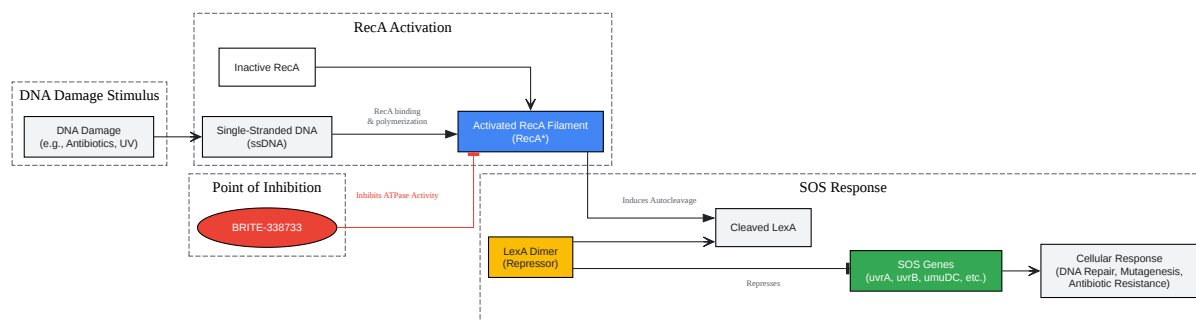 RecA Activation
Inactive RecA
DNA Damage Stimulus
DNA Damage
(e.g., Antibiotics, UV)
Single-Stranded DNA
(ssDNA)
RecA binding
& polymerization
Activated RecA Filament
(RecA*)
Point of Inhibition
BRITE-338733
Inhibits ATPase Activity
SOS Response
Induces Autocleavage
Cleaved LexA
LexA Dimer
(Repressor)
Represses
SOS Genes
(uvrA, uvrB, umuDC, etc.)
Cellular Response
(DNA Repair, Mutagenesis,
Antibiotic Resistance)